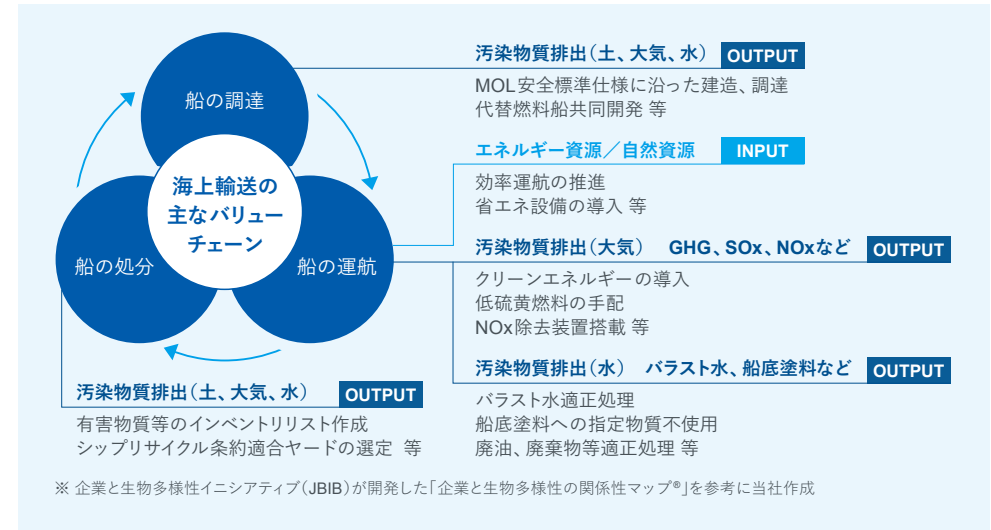 船の調達
海上輸送の
主なバリュー
チェーン
船の処分
船の運航
汚染物質排出（土、大気、水） OUTPUT
MOL安全標準仕様に沿った建造、調達
代替燃料船共同開発 等
エネルギー資源／自然資源 INPUT
効率運航の推進
省エネ設備の導入 等
汚染物質排出（大気） GHG、SOx、NOxなど OUTPUT
クリーンエネルギーの導入
低硫黄燃料の手配
NOx除去装置搭載 等
汚染物質排出（水） バラスト水、船底塗料など OUTPUT
バラスト水適正処理
船底塗料への指定物質不使用
廃油、廃棄物等適正処理 等
汚染物質排出（土、大気、水） OUTPUT
有害物質等のインベントリリスト作成
シップリサイクル条約適合ヤードの選定 等
※ 企業と生物多様性イニシアティブ（JBIB）が開発した「企業と生物多様性の関係性マップ®」を参考に当社作成